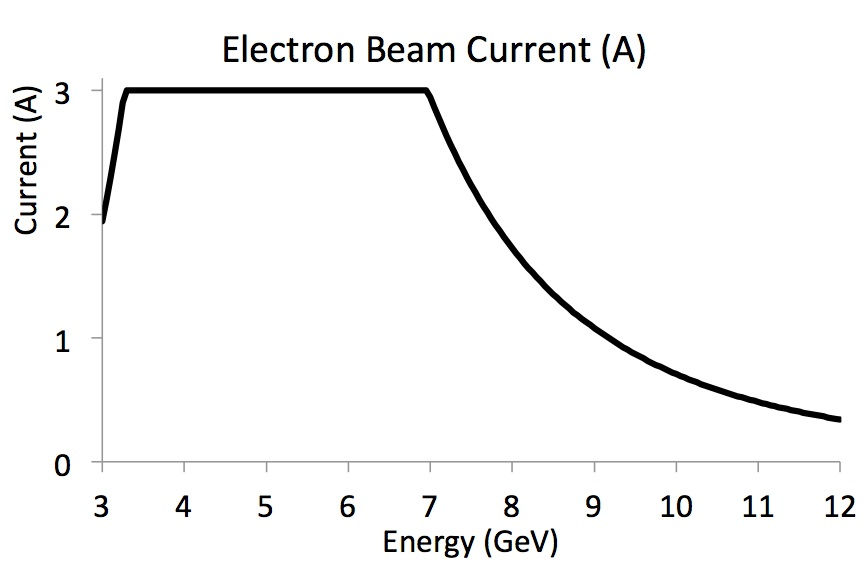 Electron Beam Current (A)
Current (A)
3
2
1
0
3 4 5 6 7 8 9 10 11 12
Energy (GeV)